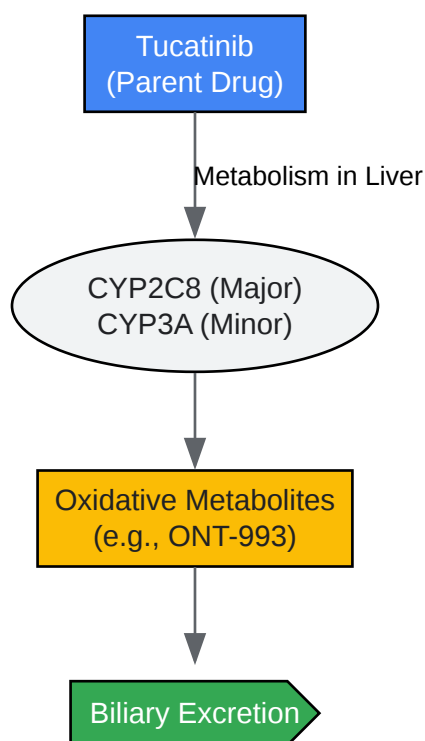 Tucatinib
(Parent Drug)
Metabolism in Liver
CYP2C8 (Major)
CYP3A (Minor)
Oxidative Metabolites
(e.g., ONT-993)
Biliary Excretion